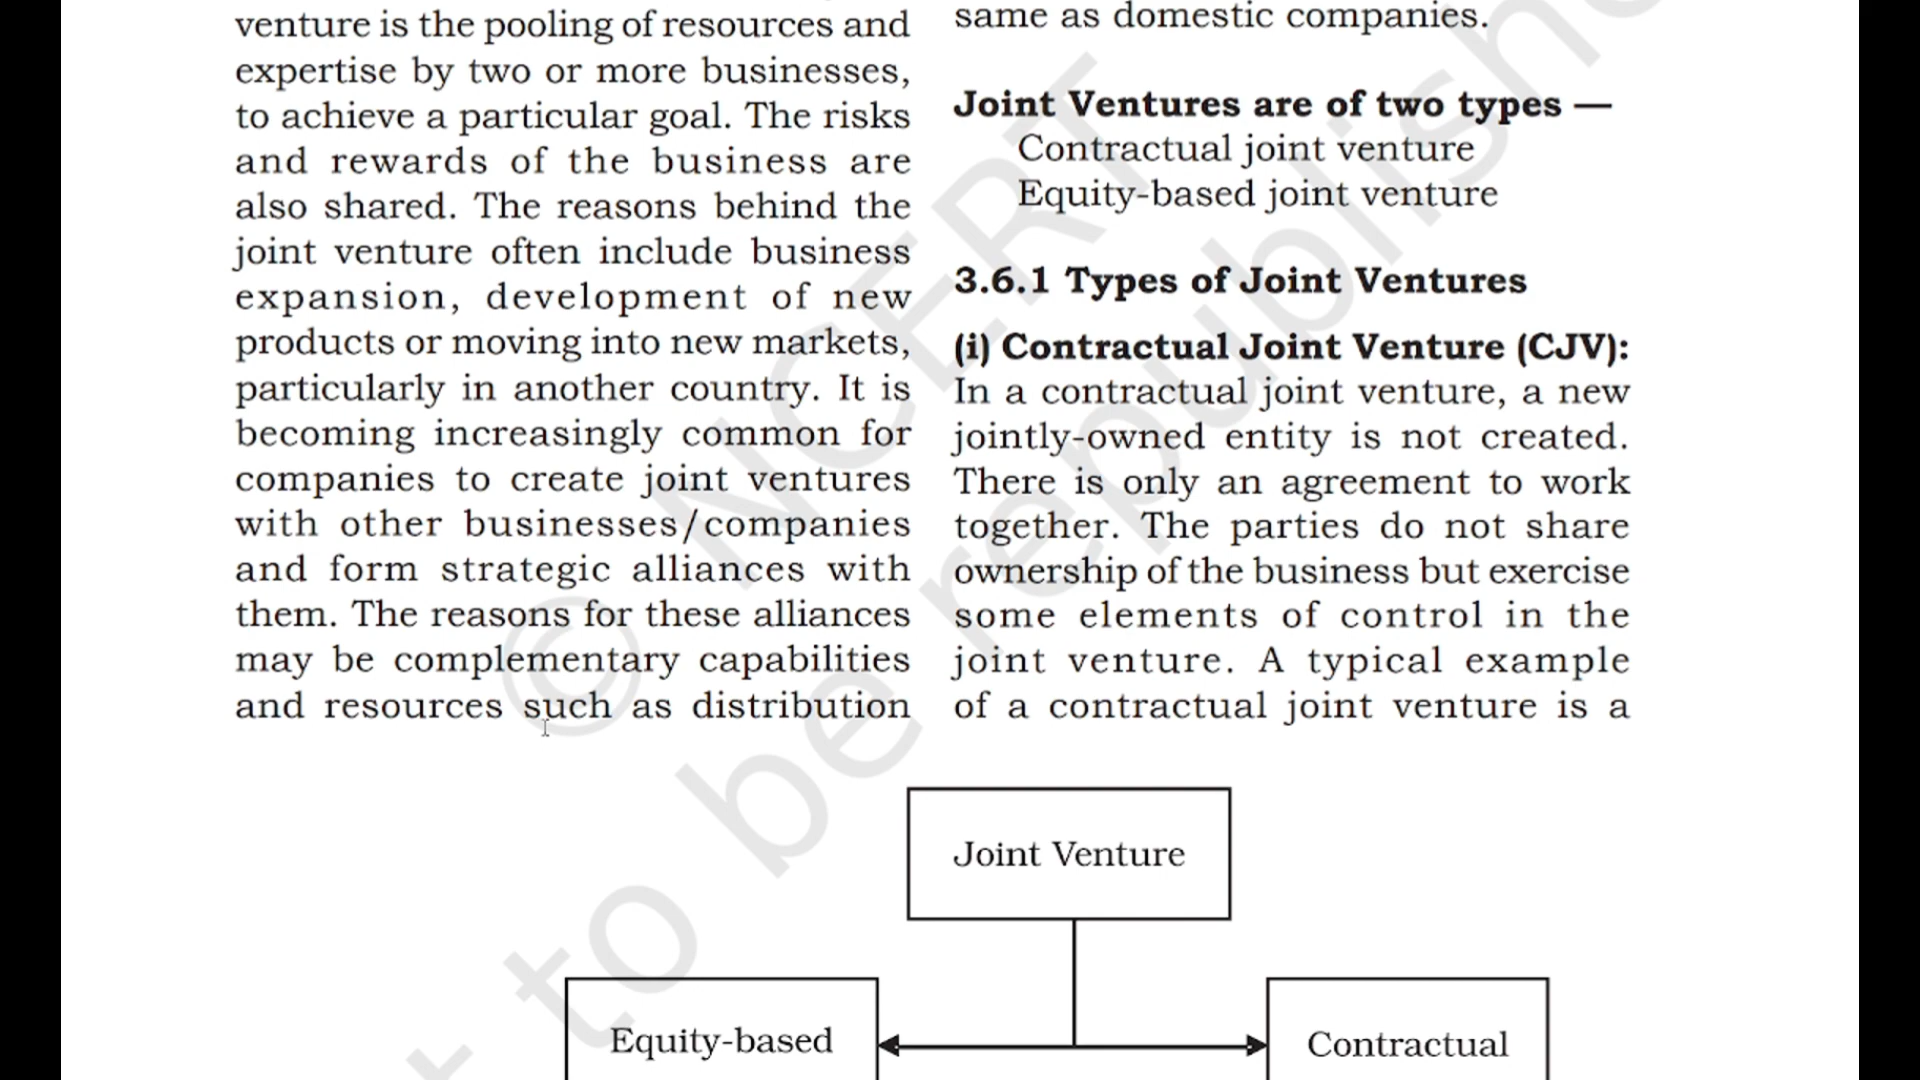 venture is the pooling of resources and
expertise by two or more businesses,
to achieve a particular goal. The risks
and rewards of the business are
also shared. The reasons behind the
joint venture often include business
expansion, development of new
products or moving into new markets,
particularly in another country. It is
becoming increasingly common for
companies to create joint ventures
with other businesses/companies
and form strategic alliances with
them. The reasons for these alliances
may be complementary capabilities
and resources such as distribution
same as domestic companies.
Joint Ventures are of two types —
Contractual joint venture
Equity-based joint venture
3.6.1 Types of Joint Ventures
(i) Contractual Joint Venture (CJV):
In a contractual joint venture, a new
jointly-owned entity is not created.
There is only an agreement to work
together. The parties do not share
ownership of the business but exercise
some elements of control in the
joint venture. A typical example
of a contractual joint venture is a
Joint Venture
Equity-based
Contractual
© NCERT
to be republishe